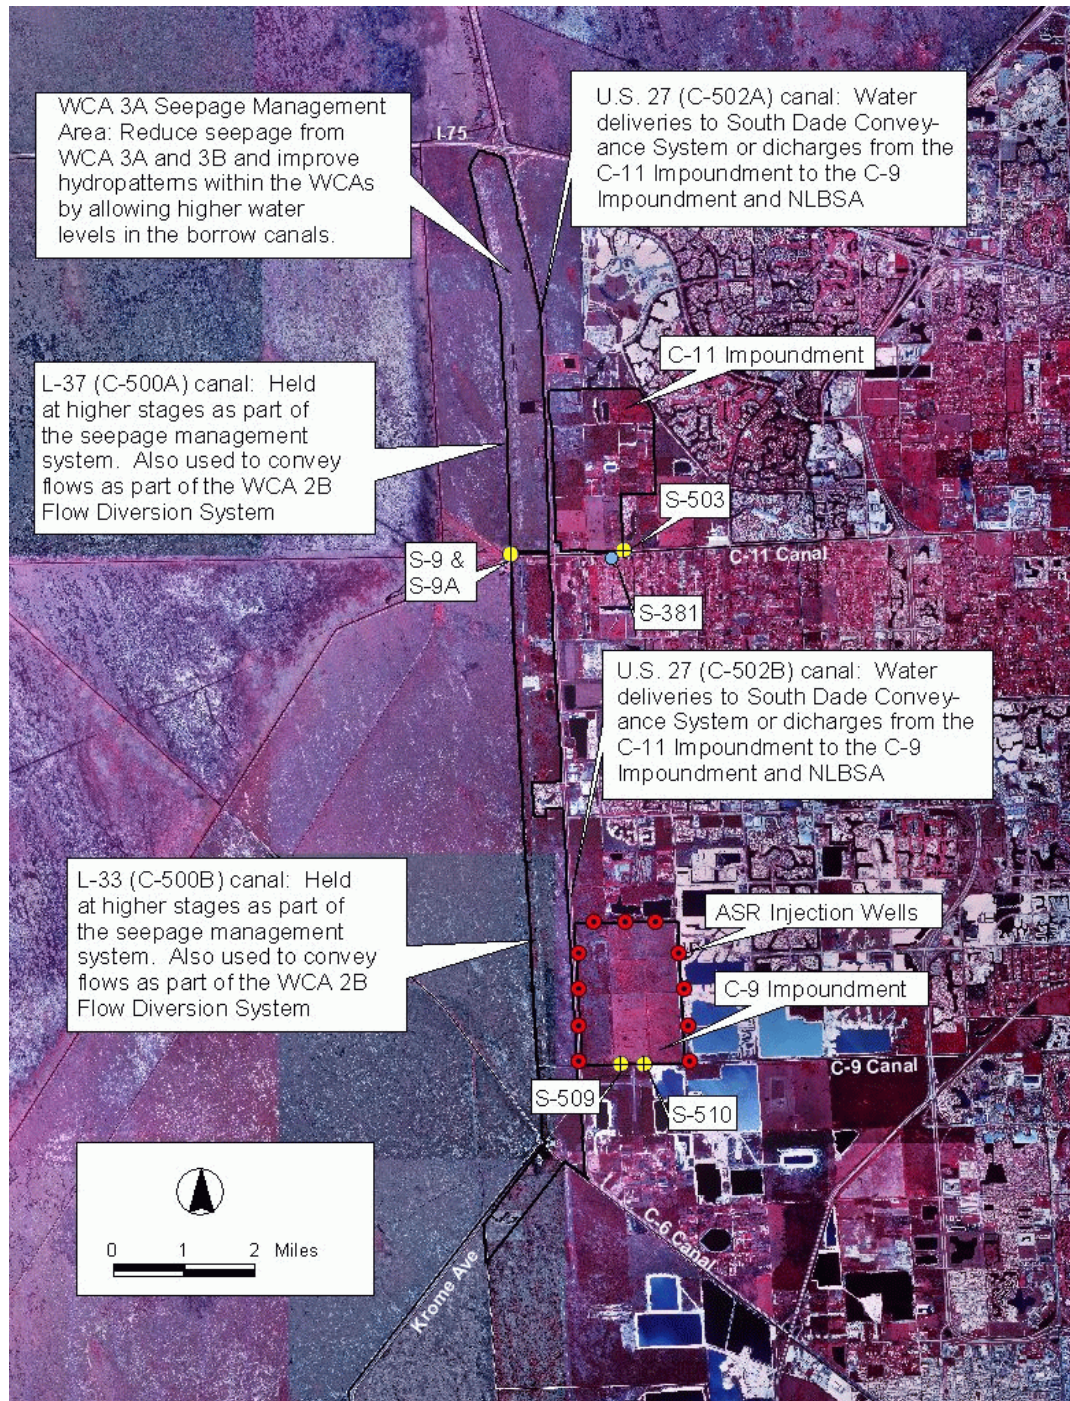 WCA 3A Seepage Management
Area: Reduce seepage from
WCA 3A and 3B and improve
hydropatterns within the WCAs
by allowing higher water
levels in the borrow canals.
I-75
U.S. 27 (C-502A) canal: Water
deliveries to South Dade Convey-
ance System or dicharges from the
C-11 Impoundment to the C-9
Impoundment and NLBSA
C-11 Impoundment
L-37 (C-500A) canal: Held
at higher stages as part of
the seepage management
system. Also used to convey
flows as part of the WCA 2B
Flow Diversion System
S-503
C-11 Canal
S-9 &
S-9A
S-381
U.S. 27 (C-502B) canal: Water
deliveries to South Dade Convey-
ance System or dicharges from the
C-11 Impoundment to the C-9
Impoundment and NLBSA
L-33 (C-500B) canal: Held
at higher stages as part of
the seepage management
system. Also used to convey
flows as part of the WCA 2B
Flow Diversion System
ASR Injection Wells
C-9 Impoundment
C-9 Canal
S-509
S-510
C-6 Canal
Krome Ave
0 1 2 Miles